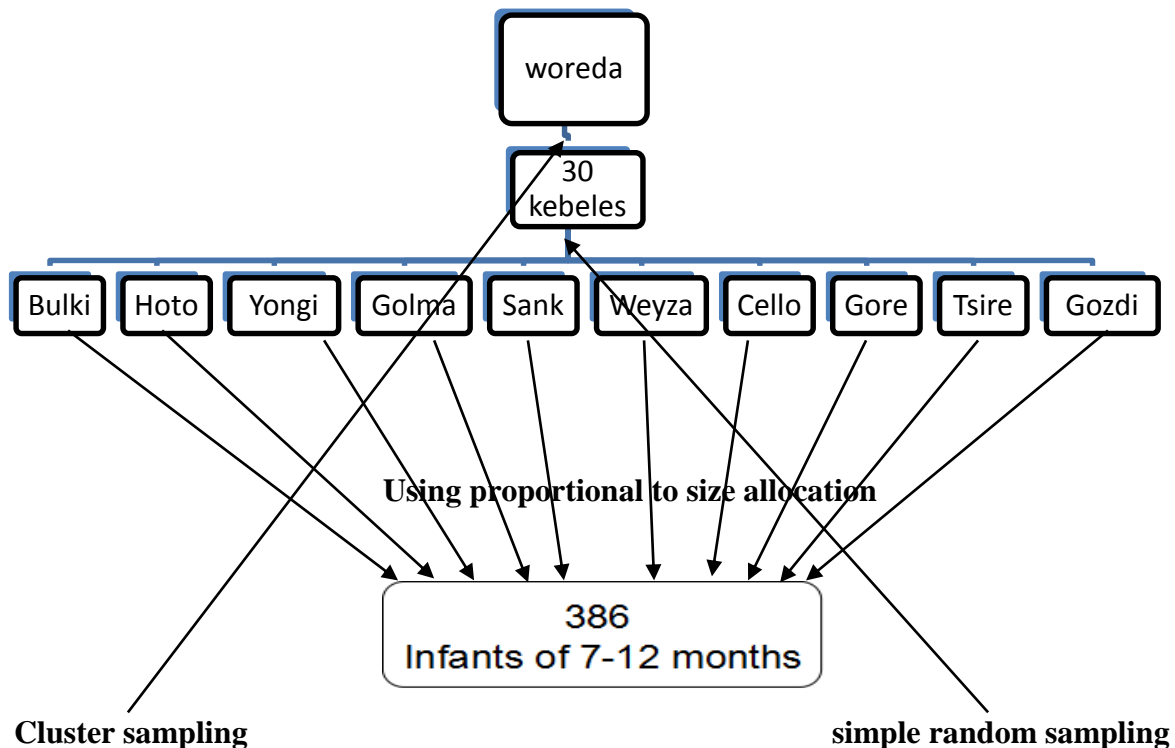 woreda
30
kebeles
Bulki Hoto Yongi Golma Sank Weyza Cello Gore Tsire Gozdi
Using proportional to size allocation
386
Infants of 7-12 months
Cluster sampling simple random sampling